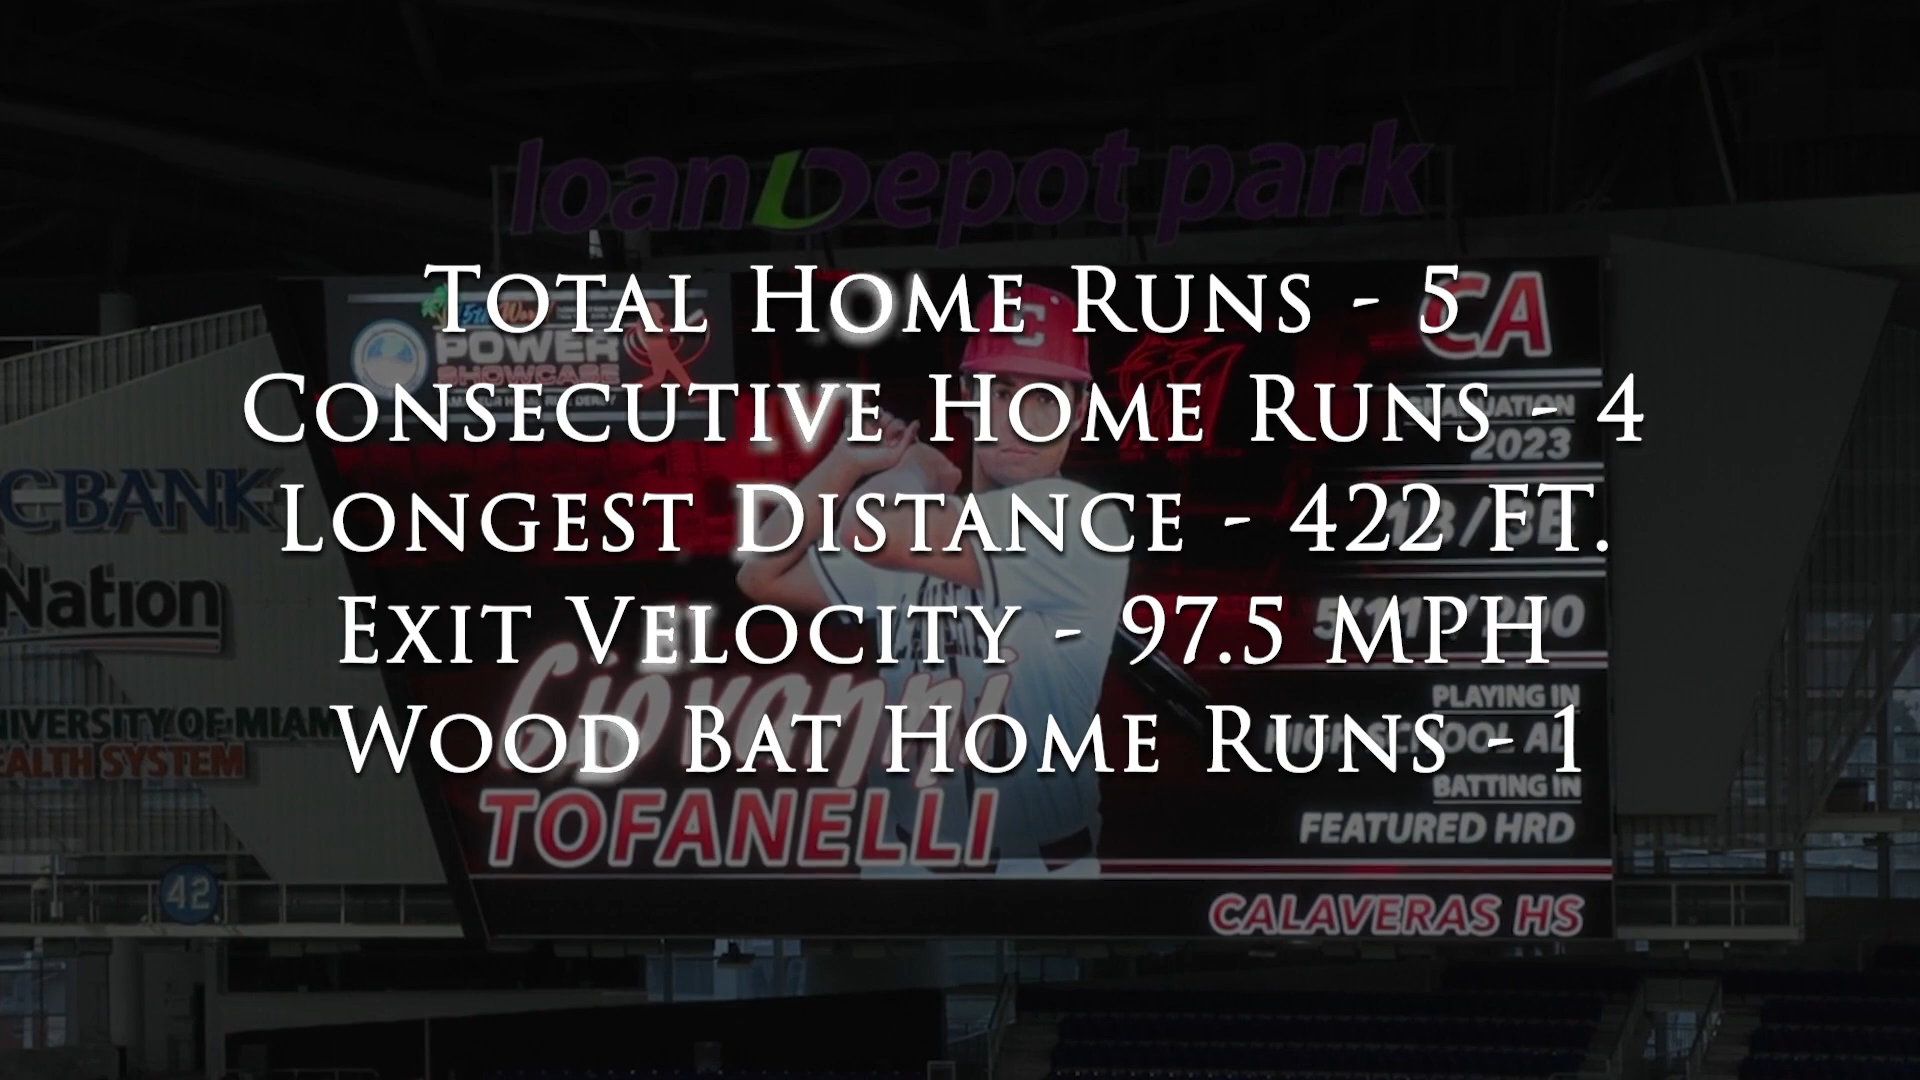 loanDepot park
Total Home Runs - 5
CA
POWER
SHOWCASE
Consecutive Home Runs - 4
2023
Longest Distance - 422 ft.
CBANK
Exit Velocity - 97.5 MPH
Nation
Giovanni
PLAYING IN
Wood Bat Home Runs - 1
UNIVERSITY OF MIAMI
HEALTH SYSTEM
BATTING IN
TOFANELLI
FEATURED HRD
42
CALAVERAS HS